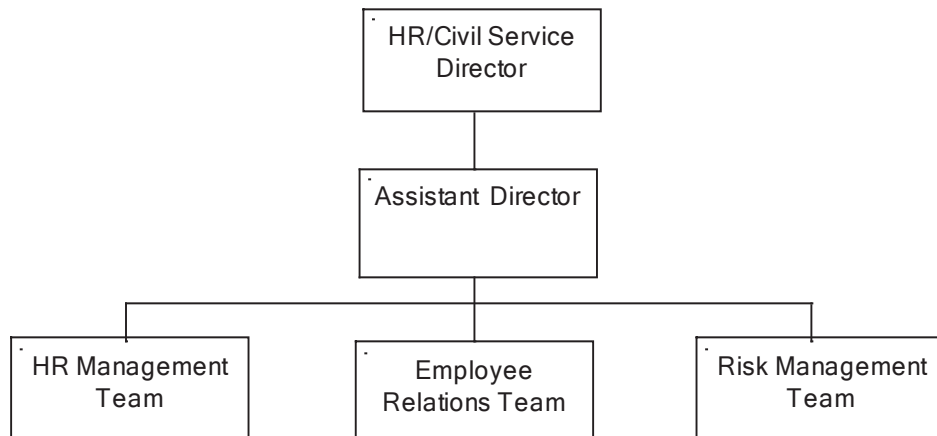 HR/Civil Service
Director
Assistant Director
HR Management
Team
Employee
Relations Team
Risk Management
Team